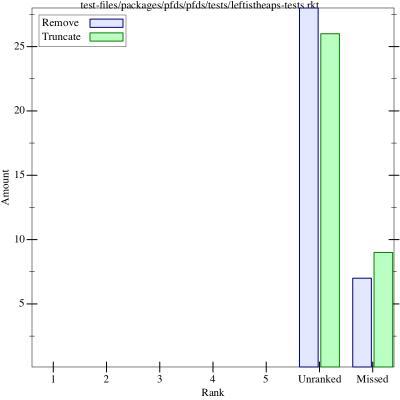 test-files/packages/pfds/pfds/tests/leftistheaps-tests.rkt
Remove
Truncate
25
20
15
10
5
Amount
1 2 3 4 5 Unranked Missed
Rank